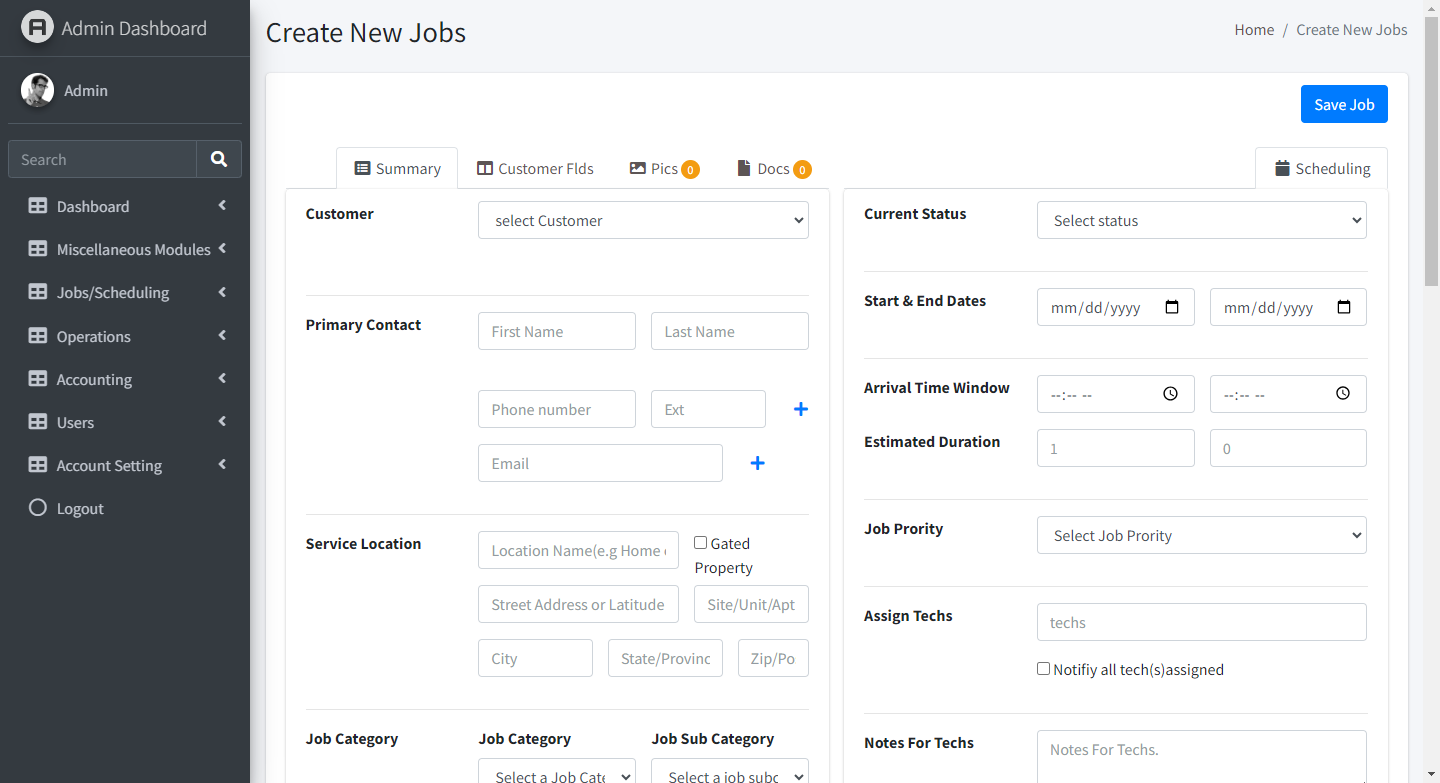 Admin Dashboard
Admin
Search
Dashboard
Miscellaneous Modules
Jobs/Scheduling
Operations
Accounting
Users
Account Setting
Logout
Create New Jobs
Home / Create New Jobs
Save Job
Summary Customer Flds Pics 0 Docs 0
Customer
select Customer
Primary Contact
First Name Last Name
Phone number Ext
Email
Service Location
Location Name(e.g Home
Gated
Property
Street Address or Latitude Site/Unit/Apt
City State/Provinc Zip/Po
Job Category Job Category Job Sub Category
Select a Job Cate Select a job subc
Scheduling
Current Status
Select status
Start & End Dates
mm/dd/yyyy mm/dd/yyyy
Arrival Time Window
--:-- -- --:-- --
Estimated Duration
1 0
Job Prority
Select Job Prority
Assign Techs
techs
Notifiy all tech(s)assigned
Notes For Techs
Notes For Techs.